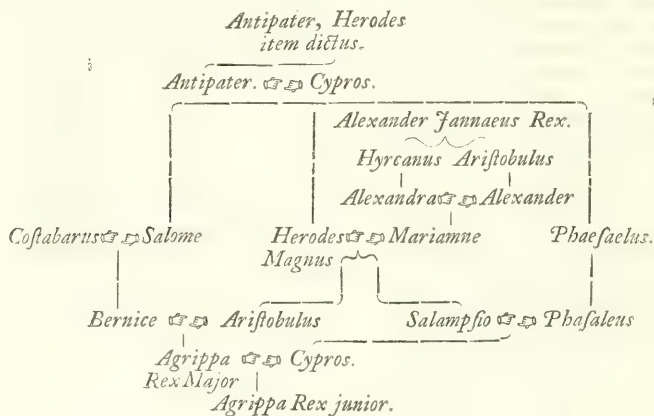 Antipater, Herodes
item dictus.
Antipater. ☞ ☞ Cypros.
Alexander Jannaeus Rex.
Hyrcanus Ariſtobulus
Alexandra ☞ ☞ Alexander
Coſtabarus ☞ ☞ Salome Herodes ☞ ☞ Mariamne Phaeſaelus.
Magnus
Bernice ☞ ☞ Ariſtobulus Salampſio ☞ ☞ Phaſaleus
Agrippa ☞ ☞ Cypros.
Rex Major
Agrippa Rex junior.